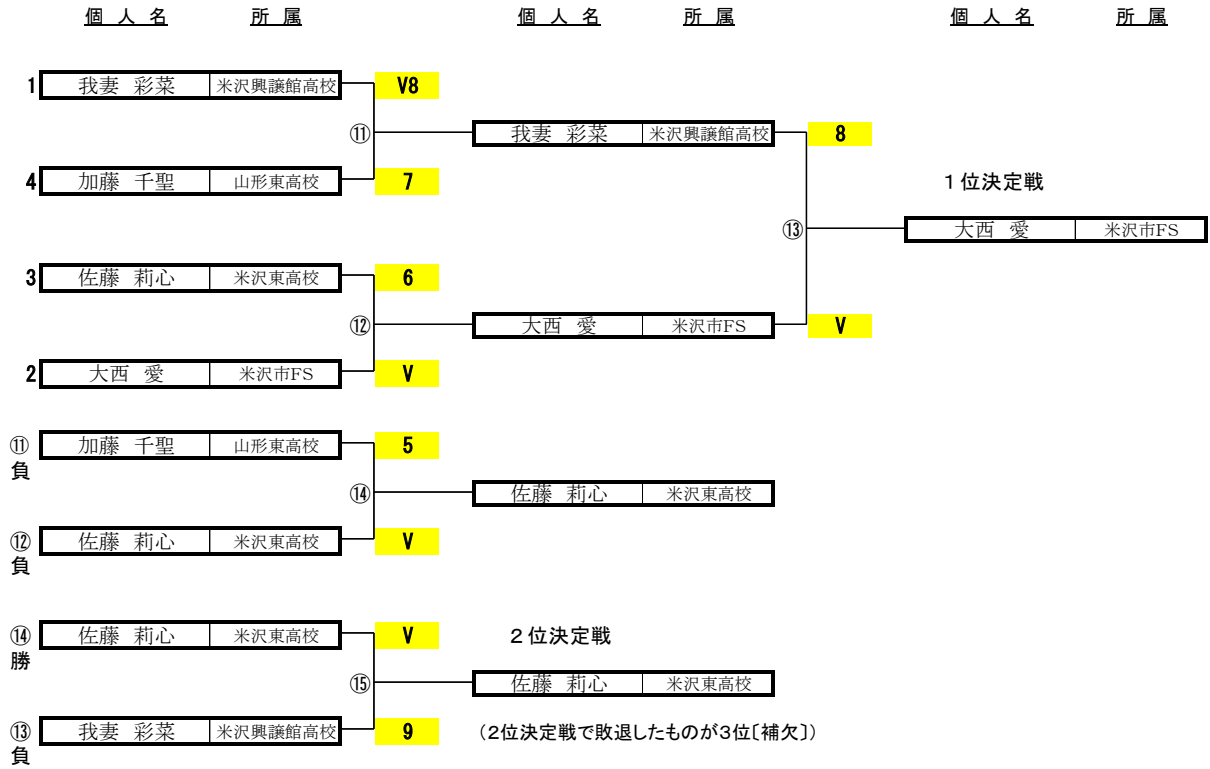 個 人 名 所 属 個 人 名 所 属 個 人 名 所 属
1 我妻 彩菜 米沢興譲館高校 V8
⑪ 我妻 彩菜 米沢興譲館高校 8
4 加藤 千聖 山形東高校 7 1位決定戦
⑬ 大西 愛 米沢市FS
3 佐藤 莉心 米沢東高校 6
⑫ 大西 愛 米沢市FS V
2 大西 愛 米沢市FS V
⑪ 加藤 千聖 山形東高校 5
負
⑭ 佐藤 莉心 米沢東高校
⑫ 佐藤 莉心 米沢東高校 V
負
⑭ 佐藤 莉心 米沢東高校 V 2位決定戦
勝
⑮ 佐藤 莉心 米沢東高校
⑬ 我妻 彩菜 米沢興譲館高校 9 (2位決定戦で敗退したものが3位〔補欠〕)
負